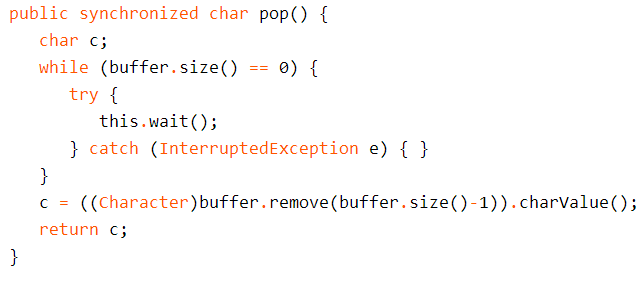 public synchronized char pop() {
   char c;
   while (buffer.size() == 0) {
      try {
         this.wait();
      } catch (InterruptedException e) { }
   }
   c = ((Character)buffer.remove(buffer.size()-1)).charValue();
   return c;
}